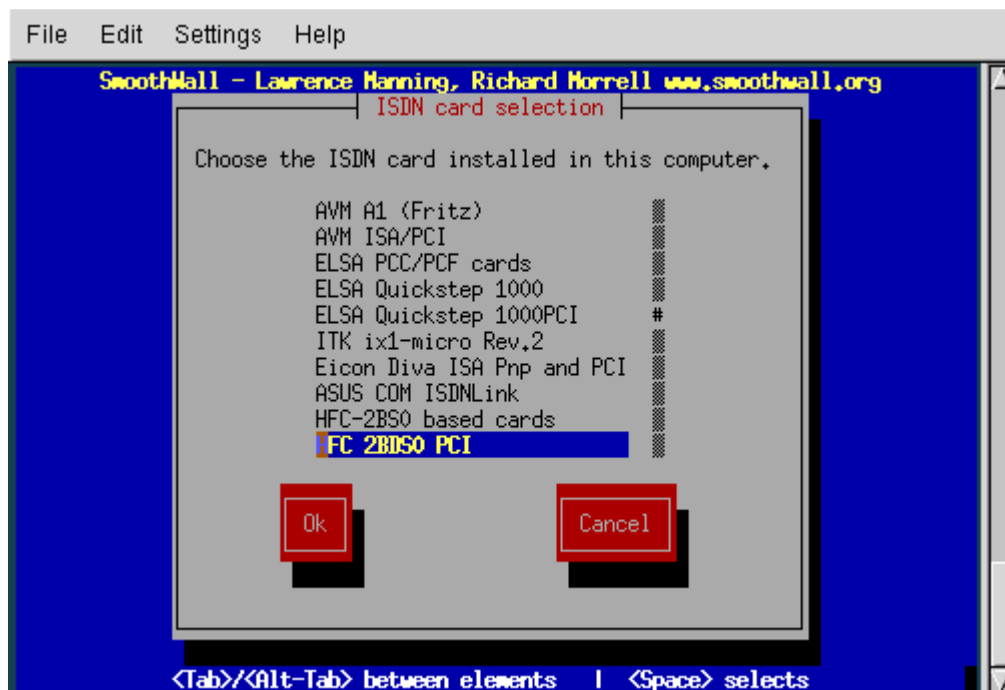 File Edit Settings Help
SmoothWall - Lawrence Manning, Richard Morrell www.smoothwall.org
ISDN card selection
Choose the ISDN card installed in this computer.
AVM A1 (Fritz)
AVM ISA/PCI
ELSA PCC/PCF cards
ELSA Quickstep 1000
ELSA Quickstep 1000PCI #
ITK ix1-micro Rev.2
Eicon Diva ISA Pnp and PCI
ASUS COM ISDNLink
HFC-2BS0 based cards
HFC 2BDS0 PCI
Ok Cancel
<Tab>/<Alt-Tab> between elements | <Space> selects